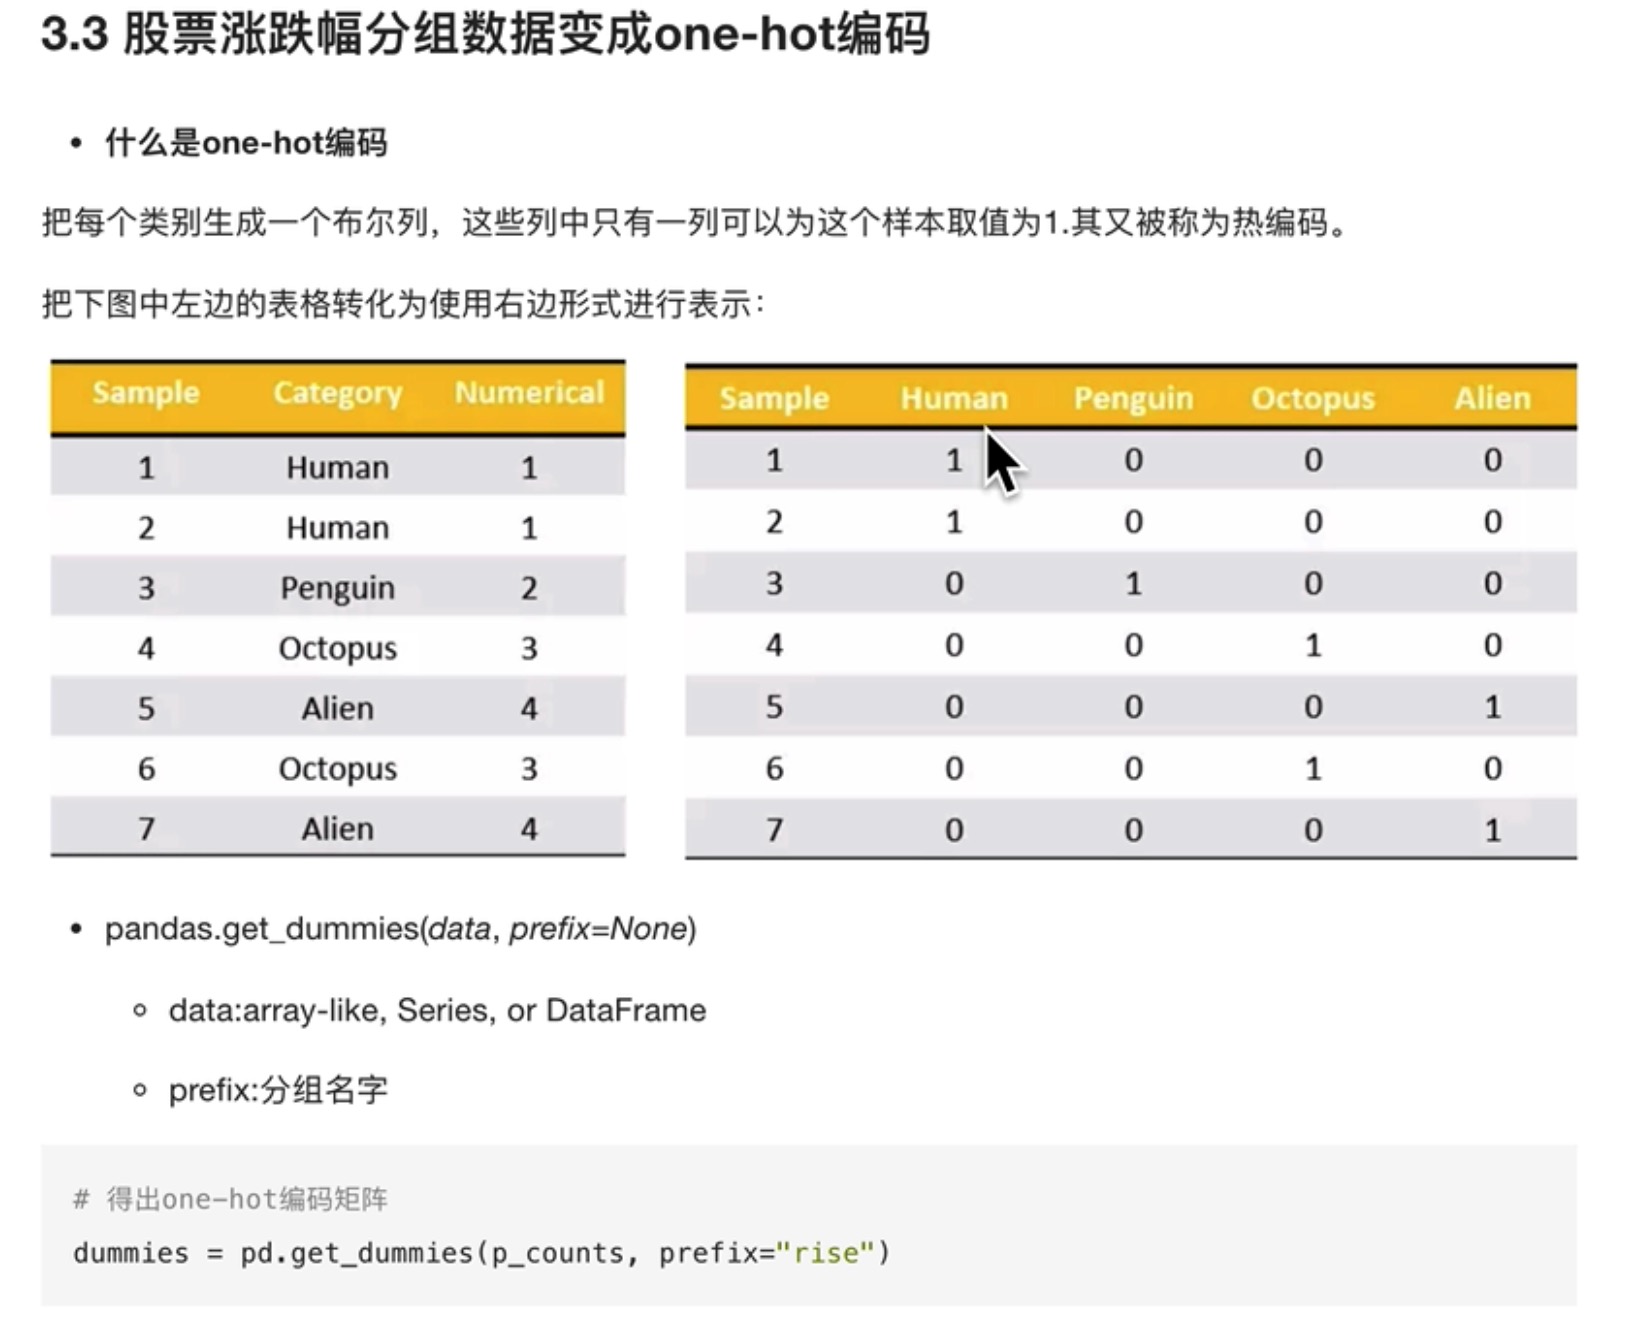 3.3 股票涨跌幅分组数据变成one-hot编码
• 什么是one-hot编码
把每个类别生成一个布尔列，这些列中只有一列可以为这个样本取值为1.其又被称为热编码。
把下图中左边的表格转化为使用右边形式进行表示：
Sample Category Numerical
1 Human 1
2 Human 1
3 Penguin 2
4 Octopus 3
5 Alien 4
6 Octopus 3
7 Alien 4
Sample Human Penguin Octopus Alien
1 1 0 0 0
2 1 0 0 0
3 0 1 0 0
4 0 0 1 0
5 0 0 0 1
6 0 0 1 0
7 0 0 0 1
• pandas.get_dummies(data, prefix=None)
◦ data:array-like, Series, or DataFrame
◦ prefix:分组名字
# 得出one-hot编码矩阵
dummies = pd.get_dummies(p_counts, prefix="rise")